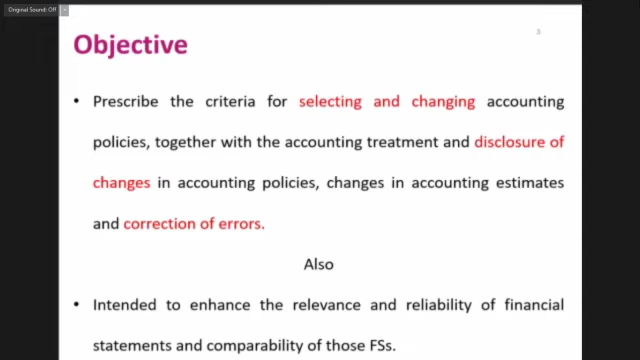 Original Sound: Off
3
Objective
• Prescribe the criteria for selecting and changing accounting
policies, together with the accounting treatment and disclosure of
changes in accounting policies, changes in accounting estimates
and correction of errors.
Also
• Intended to enhance the relevance and reliability of financial
statements and comparability of those FSs.